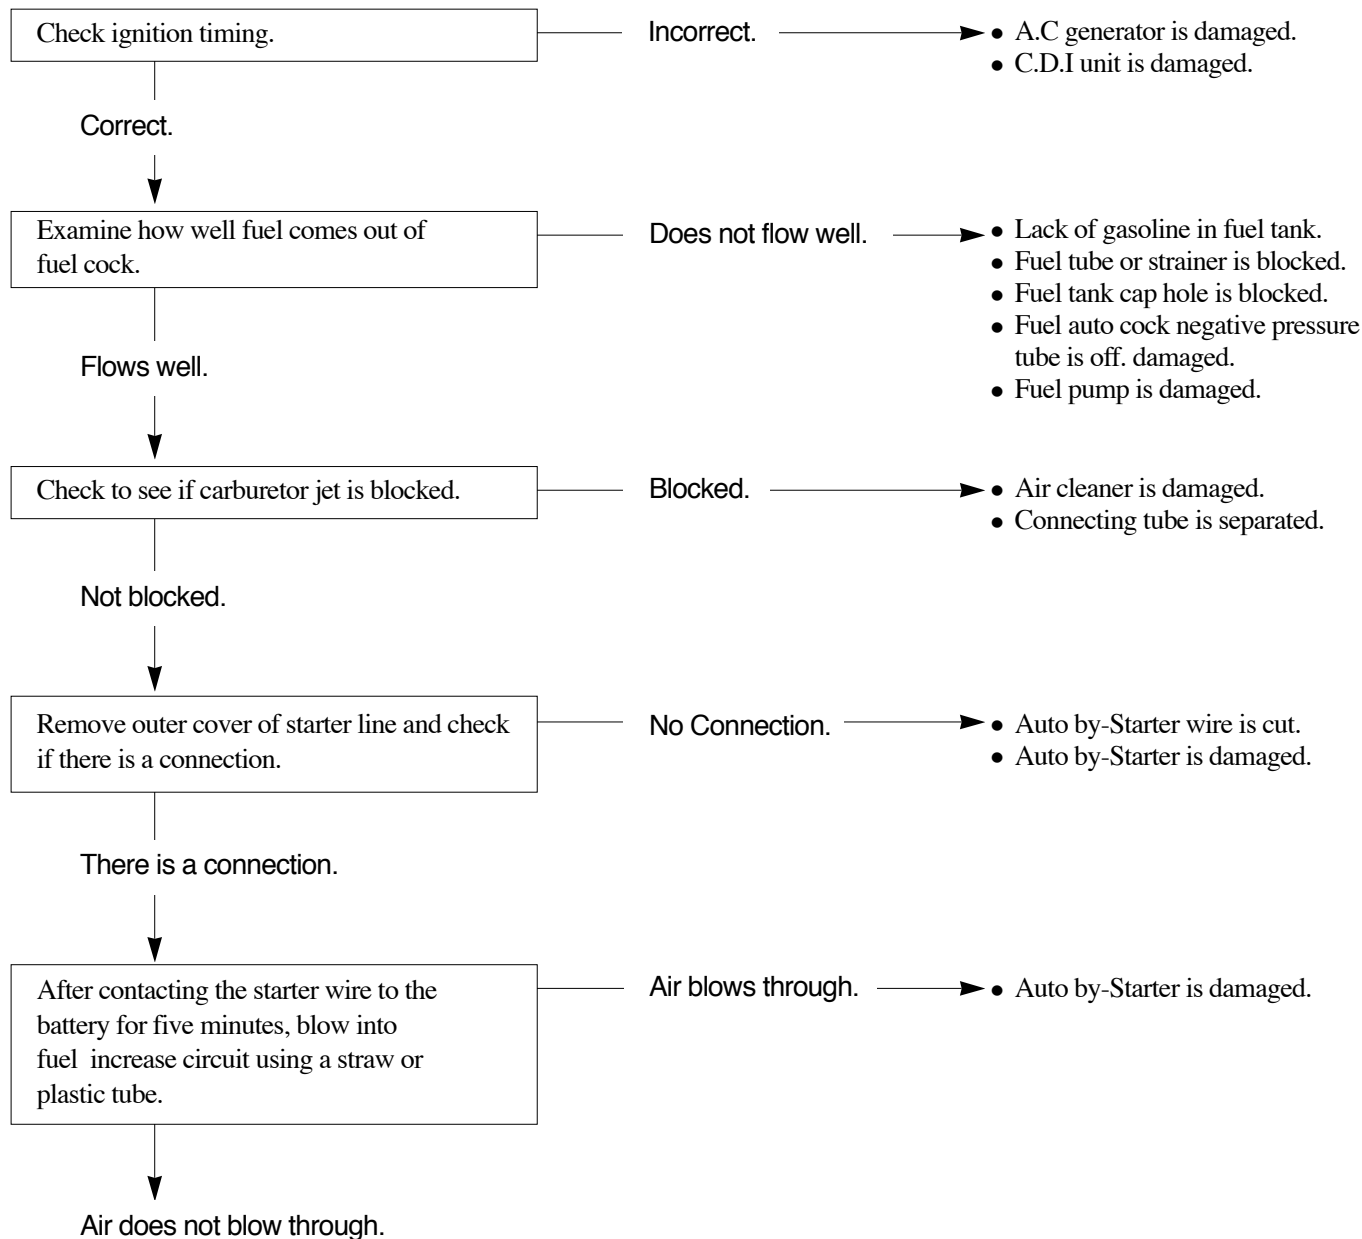 Check ignition timing.
Incorrect.
● A.C generator is damaged.
● C.D.I unit is damaged.
Correct.
Examine how well fuel comes out of
fuel cock.
Does not flow well.
● Lack of gasoline in fuel tank.
● Fuel tube or strainer is blocked.
● Fuel tank cap hole is blocked.
● Fuel auto cock negative pressure
tube is off. damaged.
● Fuel pump is damaged.
Flows well.
Check to see if carburetor jet is blocked.
Blocked.
● Air cleaner is damaged.
● Connecting tube is separated.
Not blocked.
Remove outer cover of starter line and check
if there is a connection.
No Connection.
● Auto by-Starter wire is cut.
● Auto by-Starter is damaged.
There is a connection.
After contacting the starter wire to the
battery for five minutes, blow into
fuel  increase circuit using a straw or
plastic tube.
Air blows through.
● Auto by-Starter is damaged.
Air does not blow through.